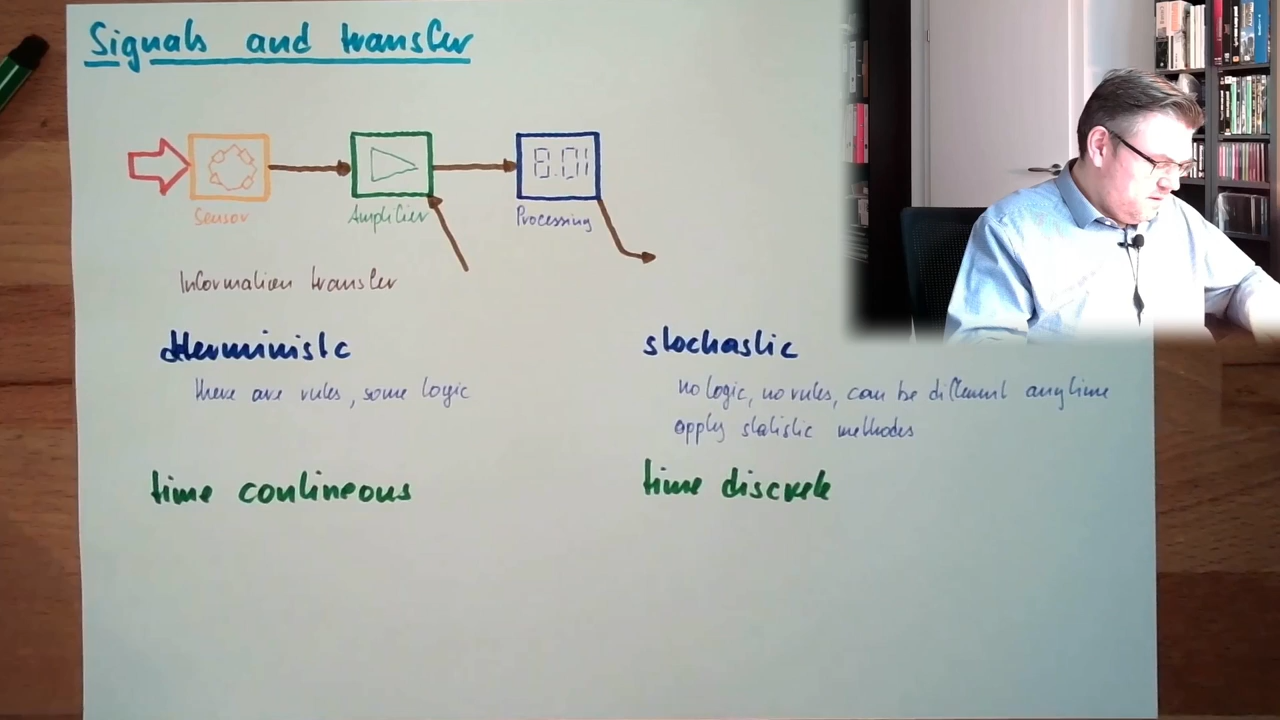 Signals and transfer
8.01
Sensor
Amplifier
Processing
Information transfer
deterministc
stochastic
there are rules, some logic
no logic, no rules, can be different anytime
apply statistic methodes
time contineous
time discrete